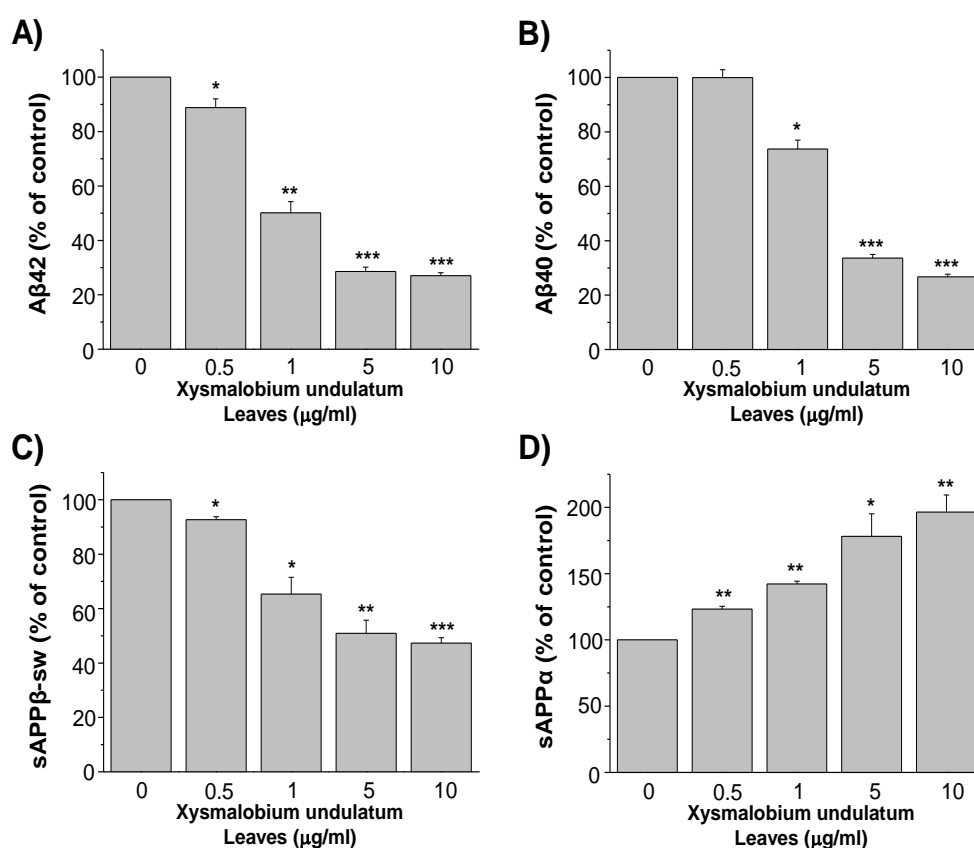 A)
100
80
60
40
20
0
Aβ42 (% of control)
*
**
***
***
0 0.5 1 5 10
Xysmalobium undulatum
Leaves (μg/ml)
B)
100
80
60
40
20
0
Aβ40 (% of control)
*
***
***
0 0.5 1 5 10
Xysmalobium undulatum
Leaves (μg/ml)
C)
100
80
60
40
20
0
sAPPβ-sw (% of control)
*
*
**
***
0 0.5 1 5 10
Xysmalobium undulatum
Leaves (μg/ml)
D)
200
150
100
50
0
sAPPα (% of control)
**
**
*
**
0 0.5 1 5 10
Xysmalobium undulatum
Leaves (μg/ml)